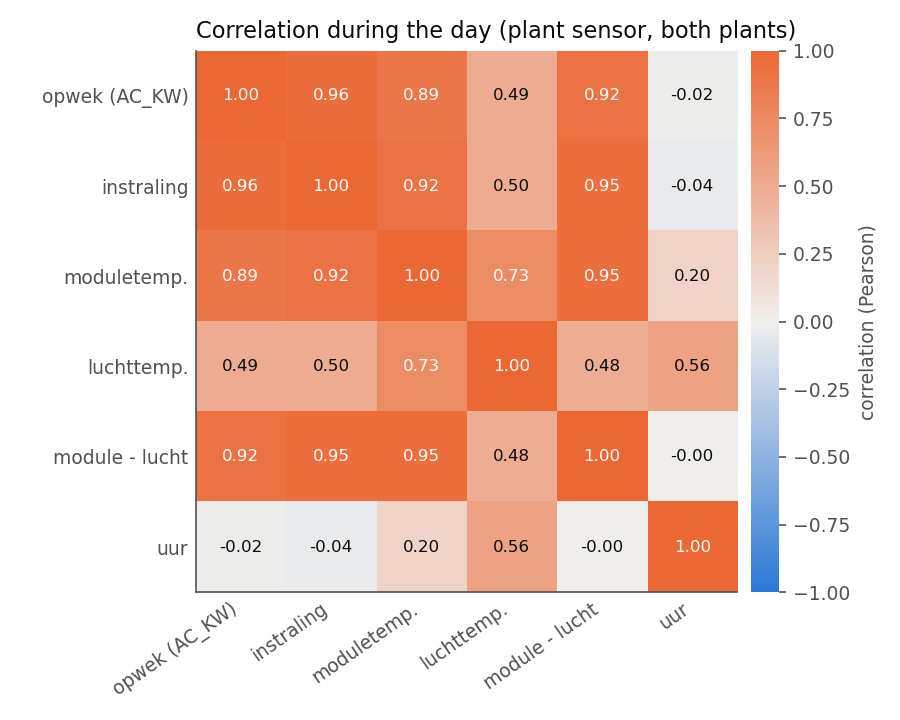 Correlation during the day (plant sensor, both plants)
opwek (AC_KW) 1.00 0.96 0.89 0.49 0.92 -0.02
instraling 0.96 1.00 0.92 0.50 0.95 -0.04
moduletemp. 0.89 0.92 1.00 0.73 0.95 0.20
luchttemp. 0.49 0.50 0.73 1.00 0.48 0.56
module - lucht 0.92 0.95 0.95 0.48 1.00 -0.00
uur -0.02 -0.04 0.20 0.56 -0.00 1.00
opwek (AC_KW) instraling moduletemp. luchttemp. module - lucht uur
1.00
0.75
0.50
0.25
0.00
−0.25
−0.50
−0.75
−1.00
correlation (Pearson)